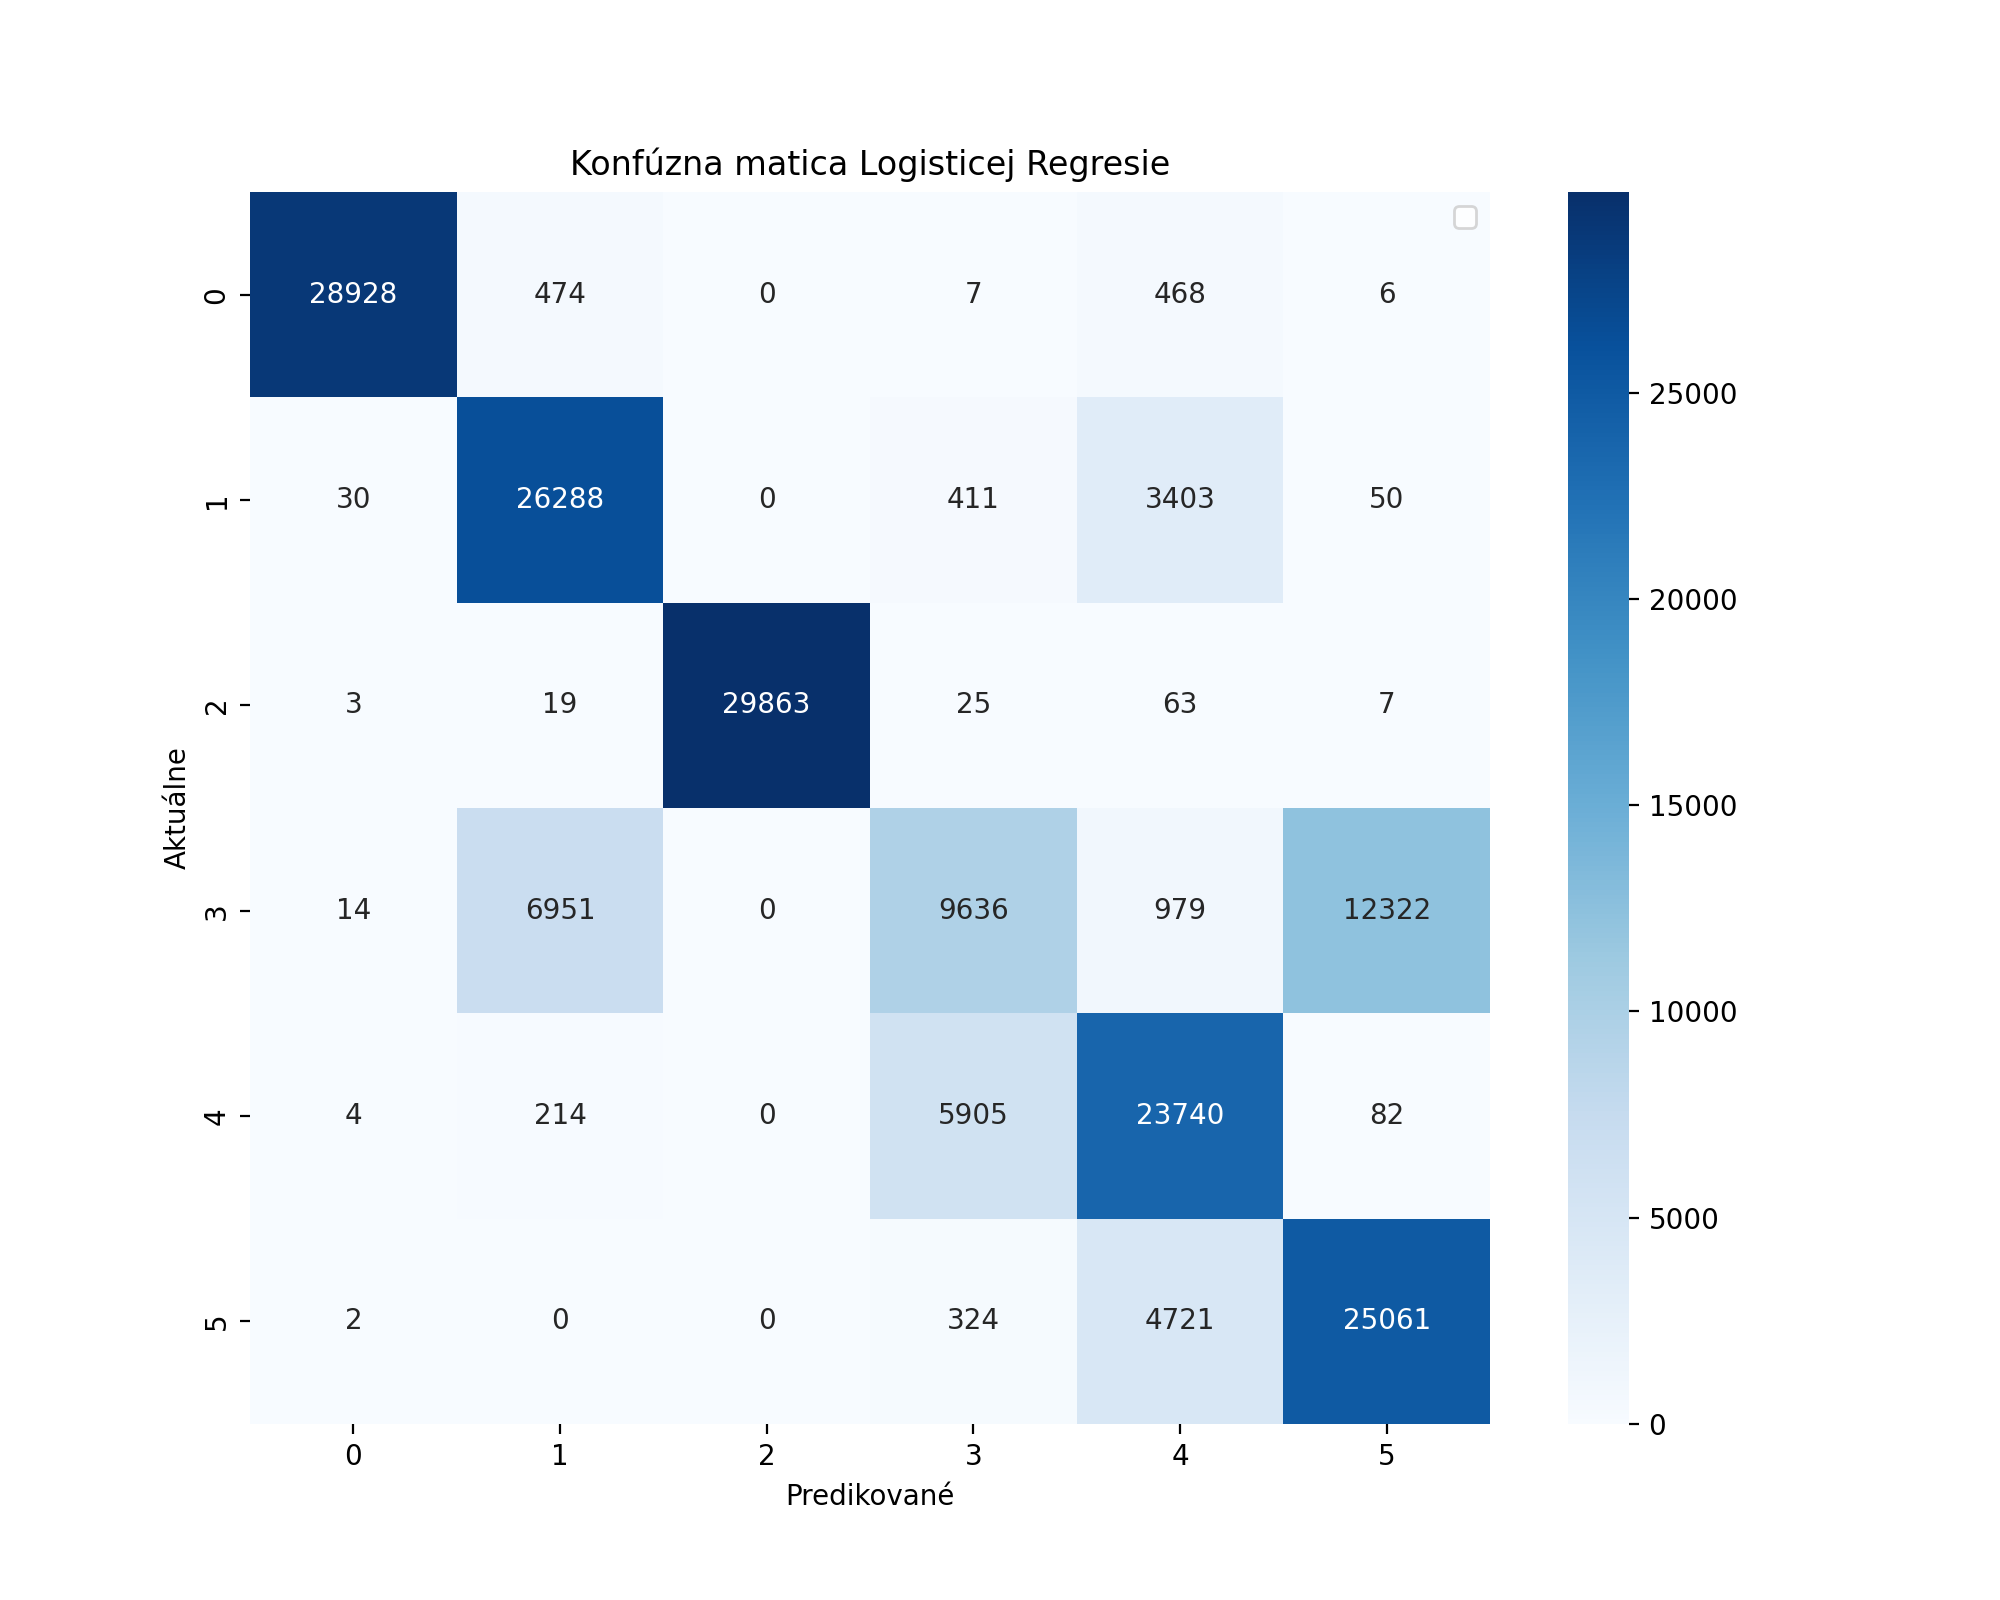 Konfúzna matica Logisticej Regresie
0 28928 474 0 7 468 6
1 30 26288 0 411 3403 50
2 3 19 29863 25 63 7
3 14 6951 0 9636 979 12322
4 4 214 0 5905 23740 82
5 2 0 0 324 4721 25061
0 1 2 3 4 5
Predikované
Aktuálne
25000
20000
15000
10000
5000
0